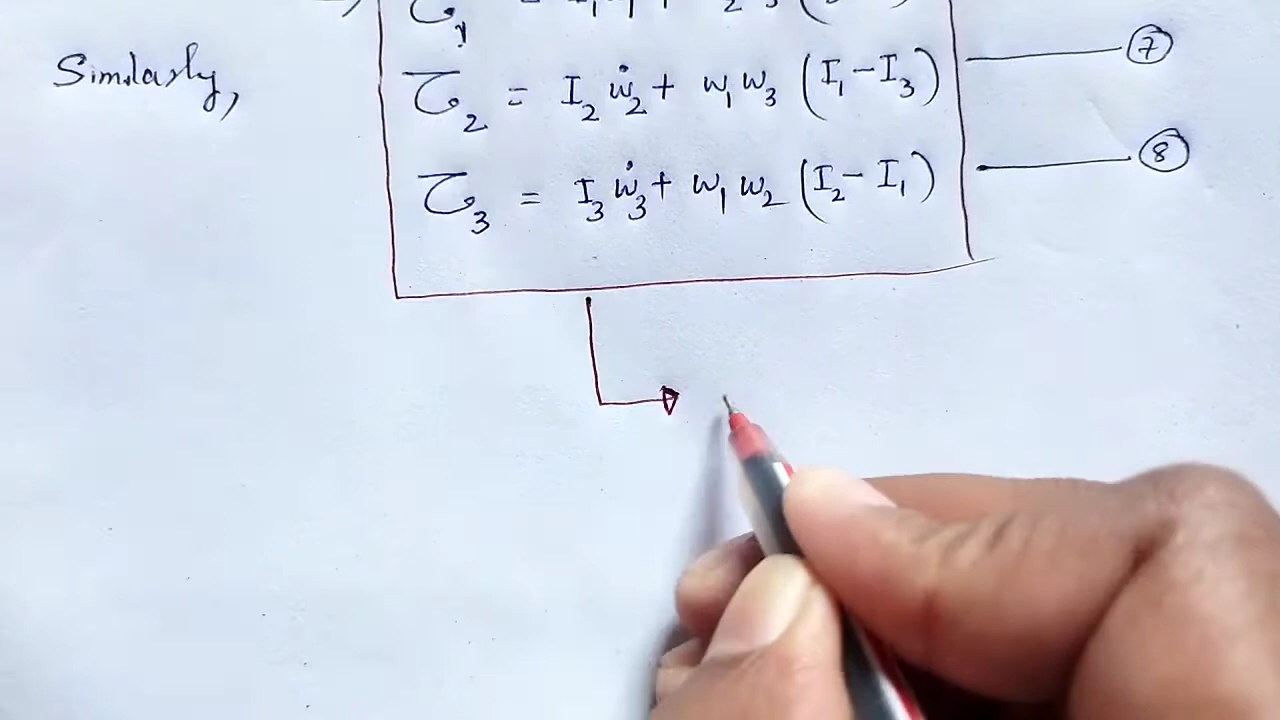 Similarly,
τ₂ = I₂ ẇ₂ + w₁ w₃ (I₁ - I₃) ⑦
τ₃ = I₃ ẇ₃ + w₁ w₂ (I₂ - I₁) ⑧